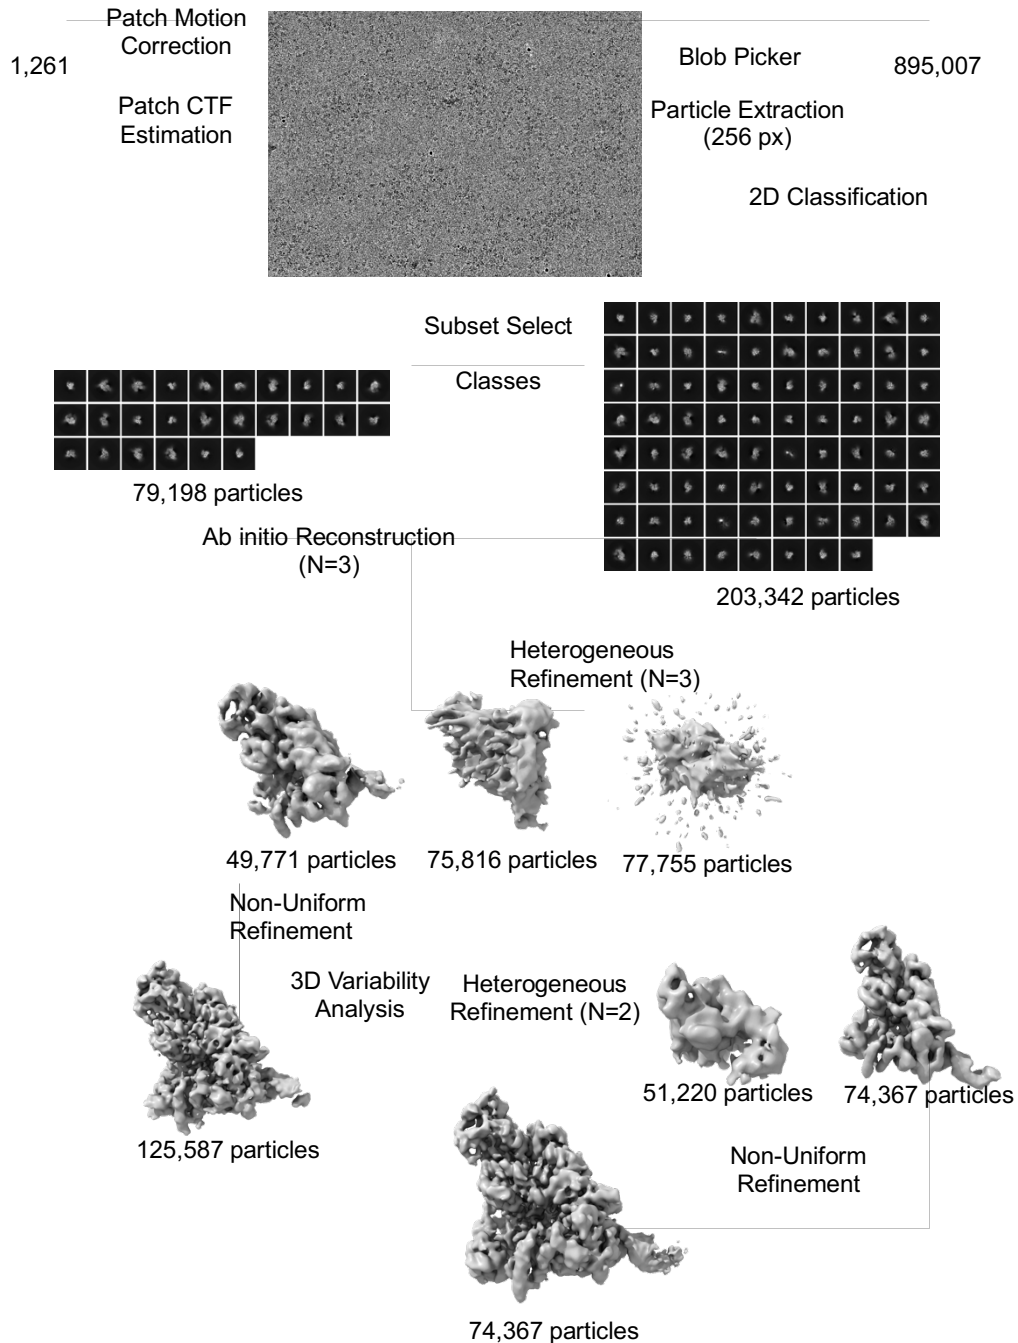 Patch Motion
Correction
1,261
Blob Picker
895,007
Patch CTF
Estimation
Particle Extraction
(256 px)
2D Classification
Subset Select
Classes
79,198 particles
Ab initio Reconstruction
(N=3)
203,342 particles
Heterogeneous
Refinement (N=3)
49,771 particles
75,816 particles
77,755 particles
Non-Uniform
Refinement
3D Variability
Analysis
Heterogeneous
Refinement (N=2)
51,220 particles
74,367 particles
125,587 particles
Non-Uniform
Refinement
74,367 particles